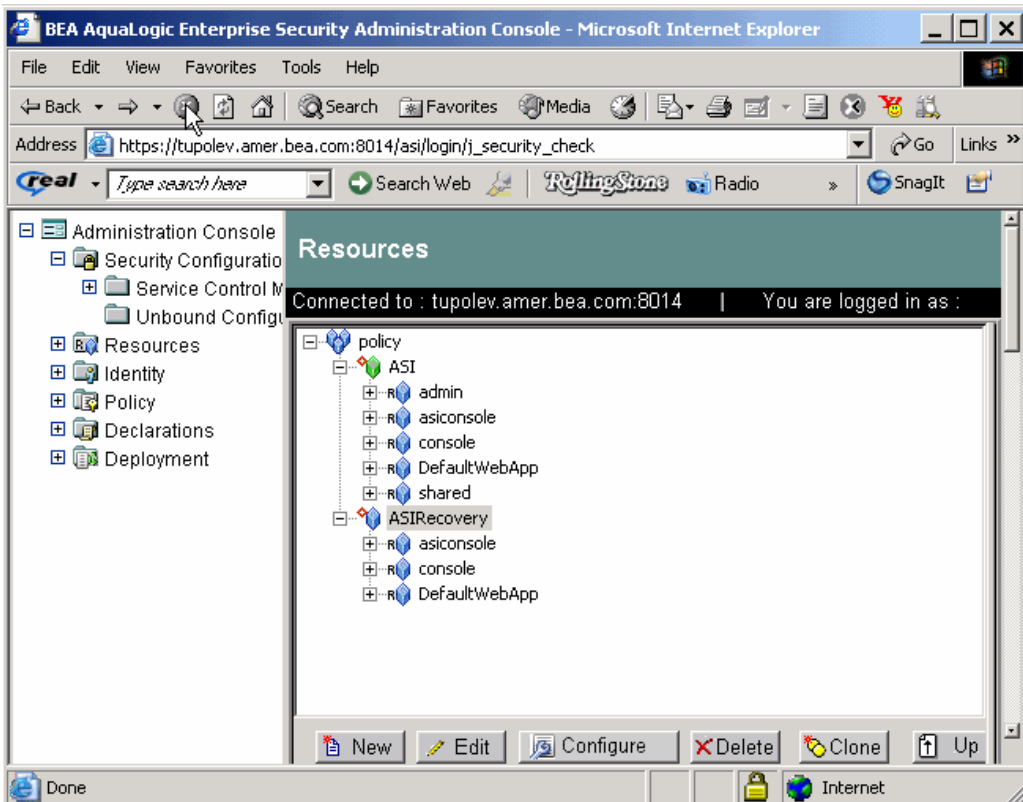 BEA AquaLogic Enterprise Security Administration Console - Microsoft Internet Explorer
File Edit View Favorites Tools Help
Back Search Favorites Media
Address https://tupolev.amer.bea.com:8014/asi/login/j_security_check Go Links »
real Type search here Search Web RollingStone Radio » SnagIt
Administration Console
Security Configuratio
Service Control M
Unbound Configu
Resources
Identity
Policy
Declarations
Deployment
Resources
Connected to : tupolev.amer.bea.com:8014 | You are logged in as :
policy
ASI
R admin
R asiconsole
R console
R DefaultWebApp
R shared
ASIRecovery
R asiconsole
R console
R DefaultWebApp
New Edit Configure Delete Clone Up
Done Internet